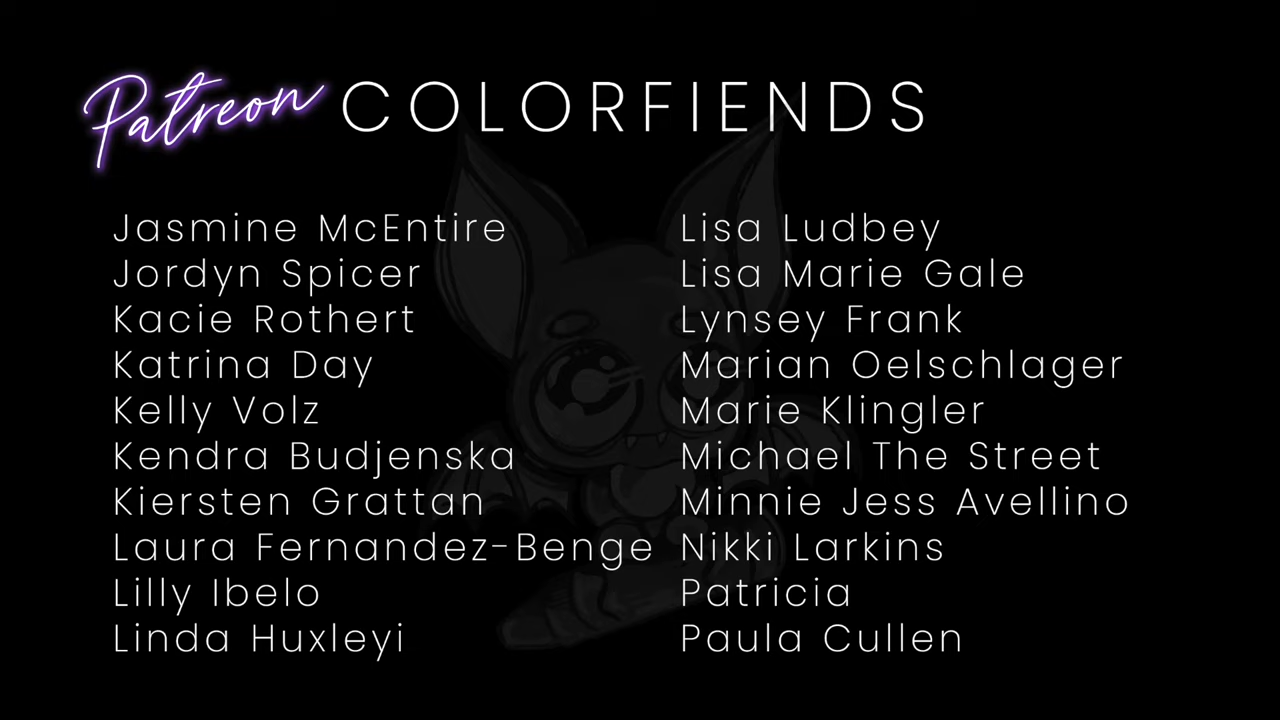 Patreon COLORFIENDS
Jasmine McEntire
Jordyn Spicer
Kacie Rothert
Katrina Day
Kelly Volz
Kendra Budjenska
Kiersten Grattan
Laura Fernandez-Benge
Lilly Ibelo
Linda Huxleyi
Lisa Ludbey
Lisa Marie Gale
Lynsey Frank
Marian Oelschlager
Marie Klingler
Michael The Street
Minnie Jess Avellino
Nikki Larkins
Patricia
Paula Cullen